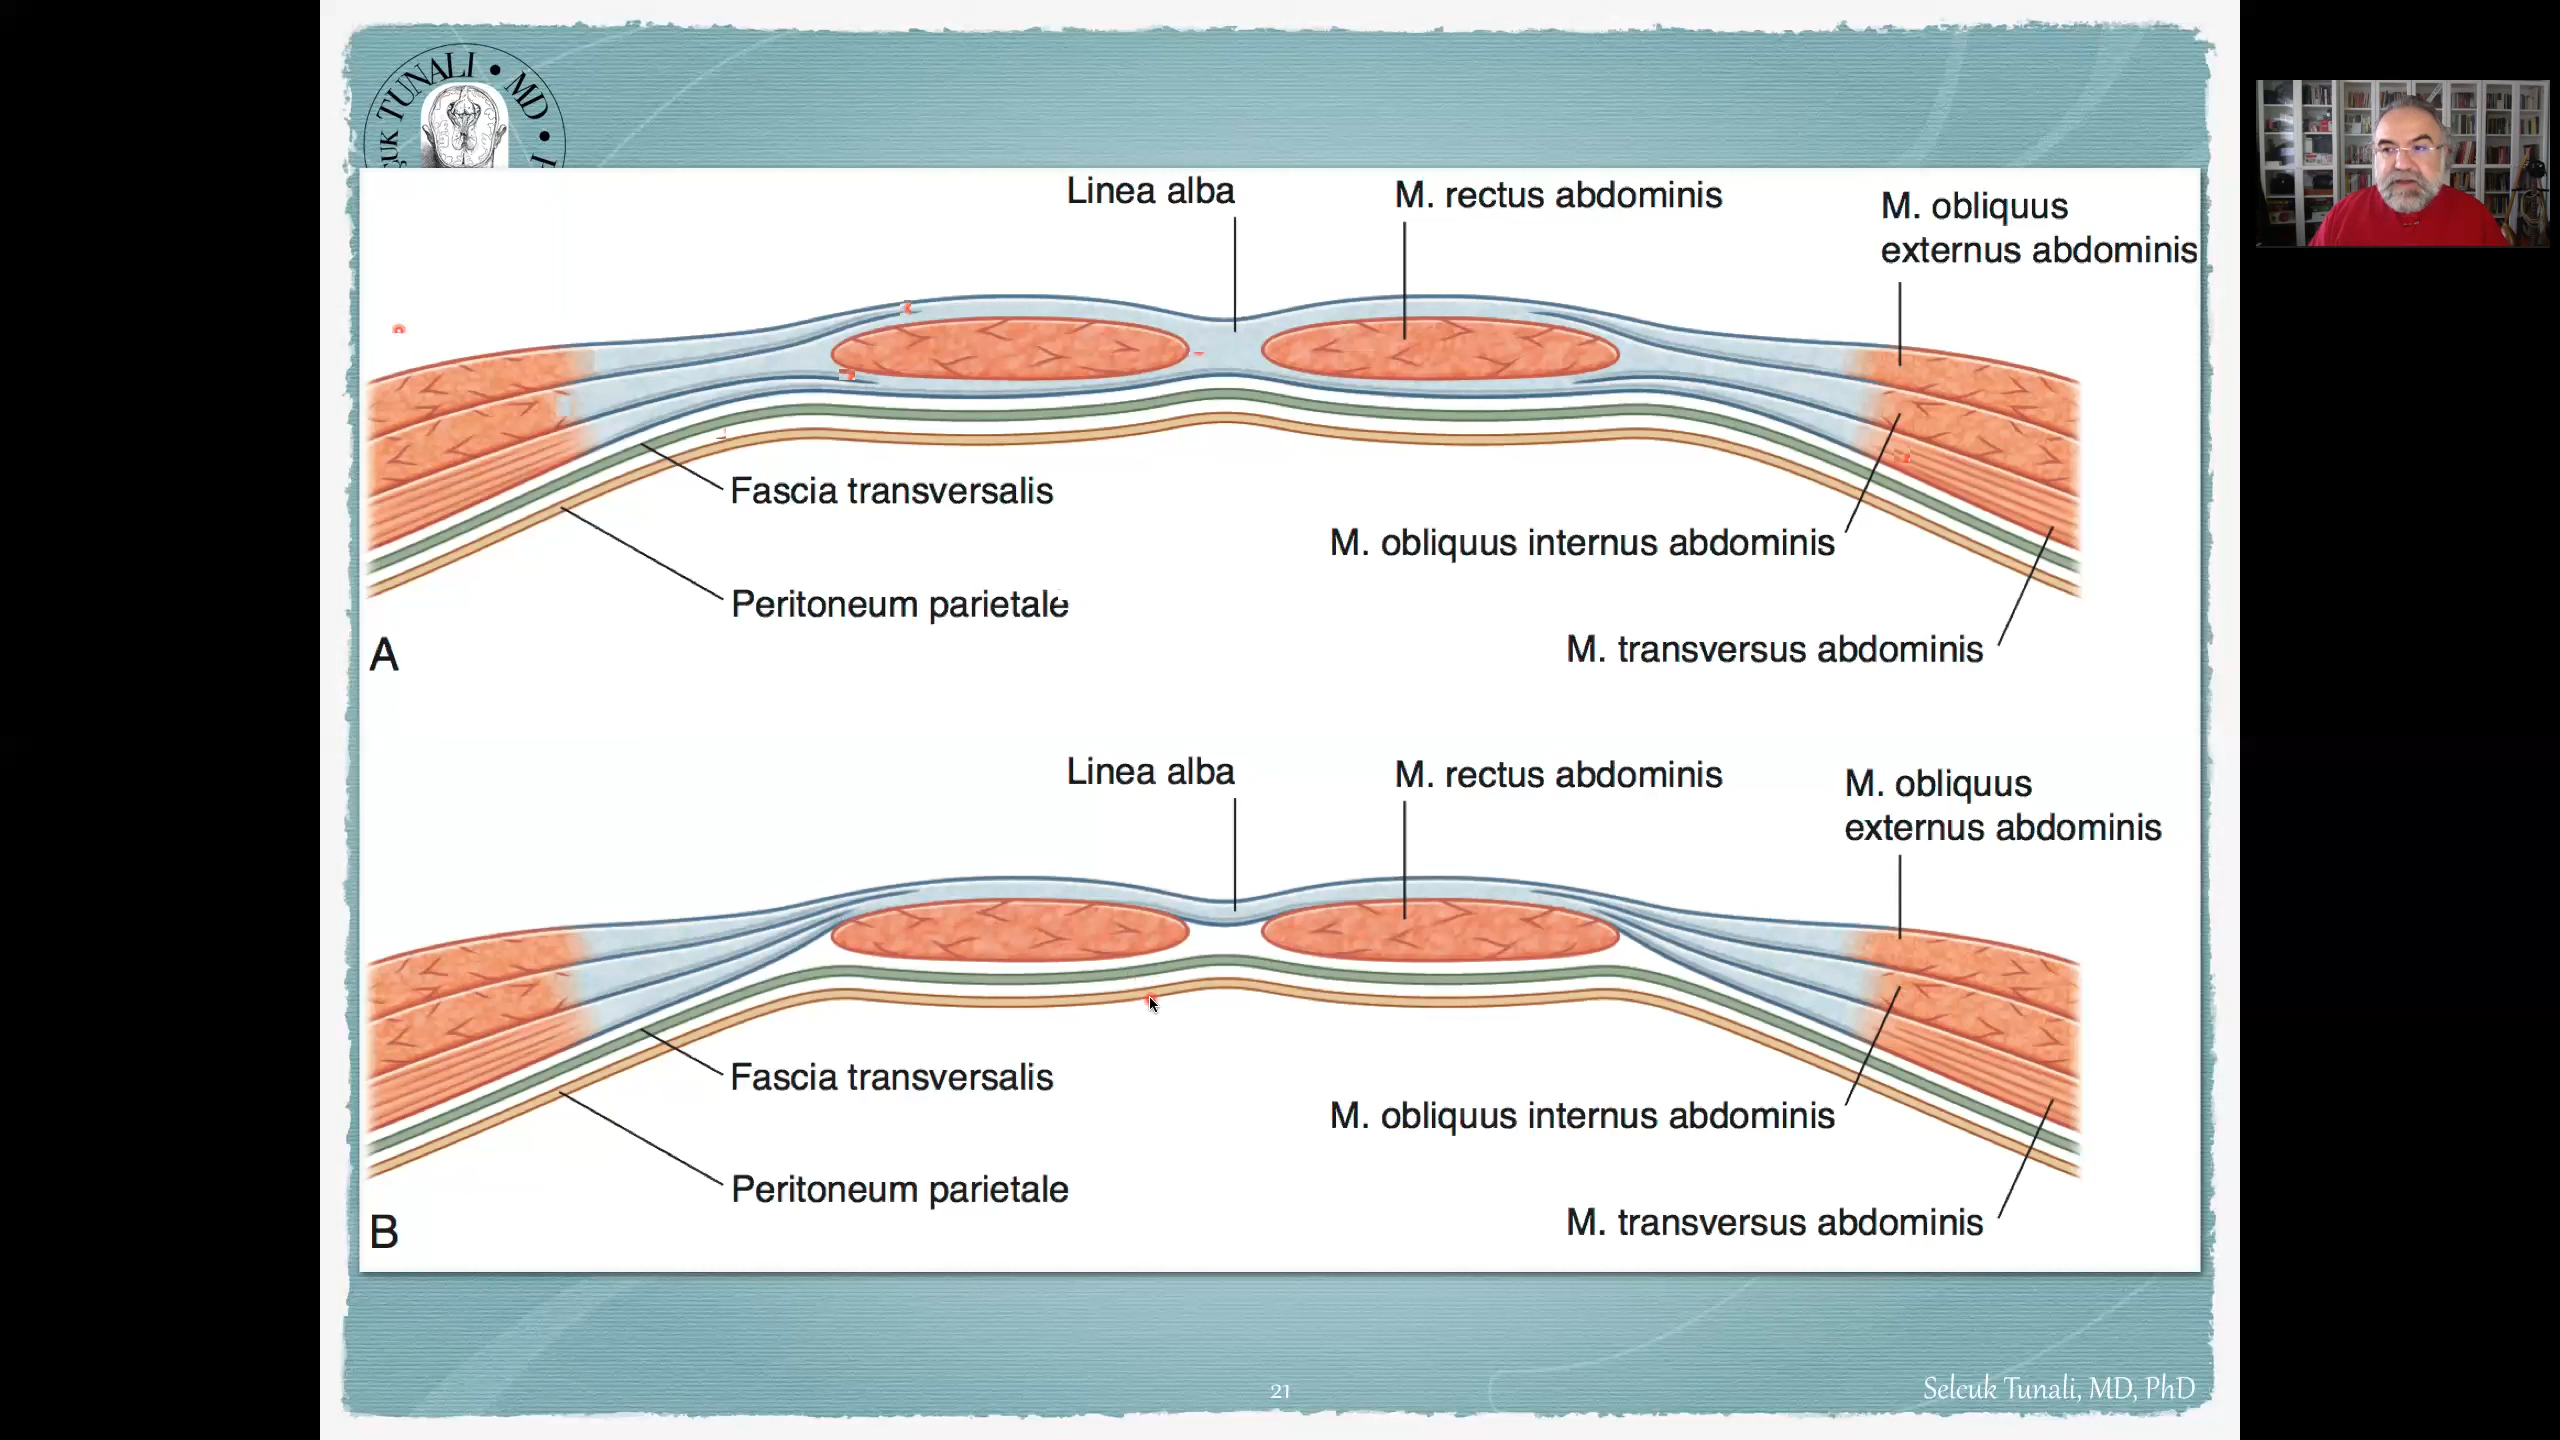 TUNALI • MD •
Linea alba
M. rectus abdominis
M. obliquus
externus abdominis
Fascia transversalis
M. obliquus internus abdominis
Peritoneum parietale
M. transversus abdominis
A
Linea alba
M. rectus abdominis
M. obliquus
externus abdominis
Fascia transversalis
M. obliquus internus abdominis
Peritoneum parietale
M. transversus abdominis
B
21
Selcuk Tunali, MD, PhD